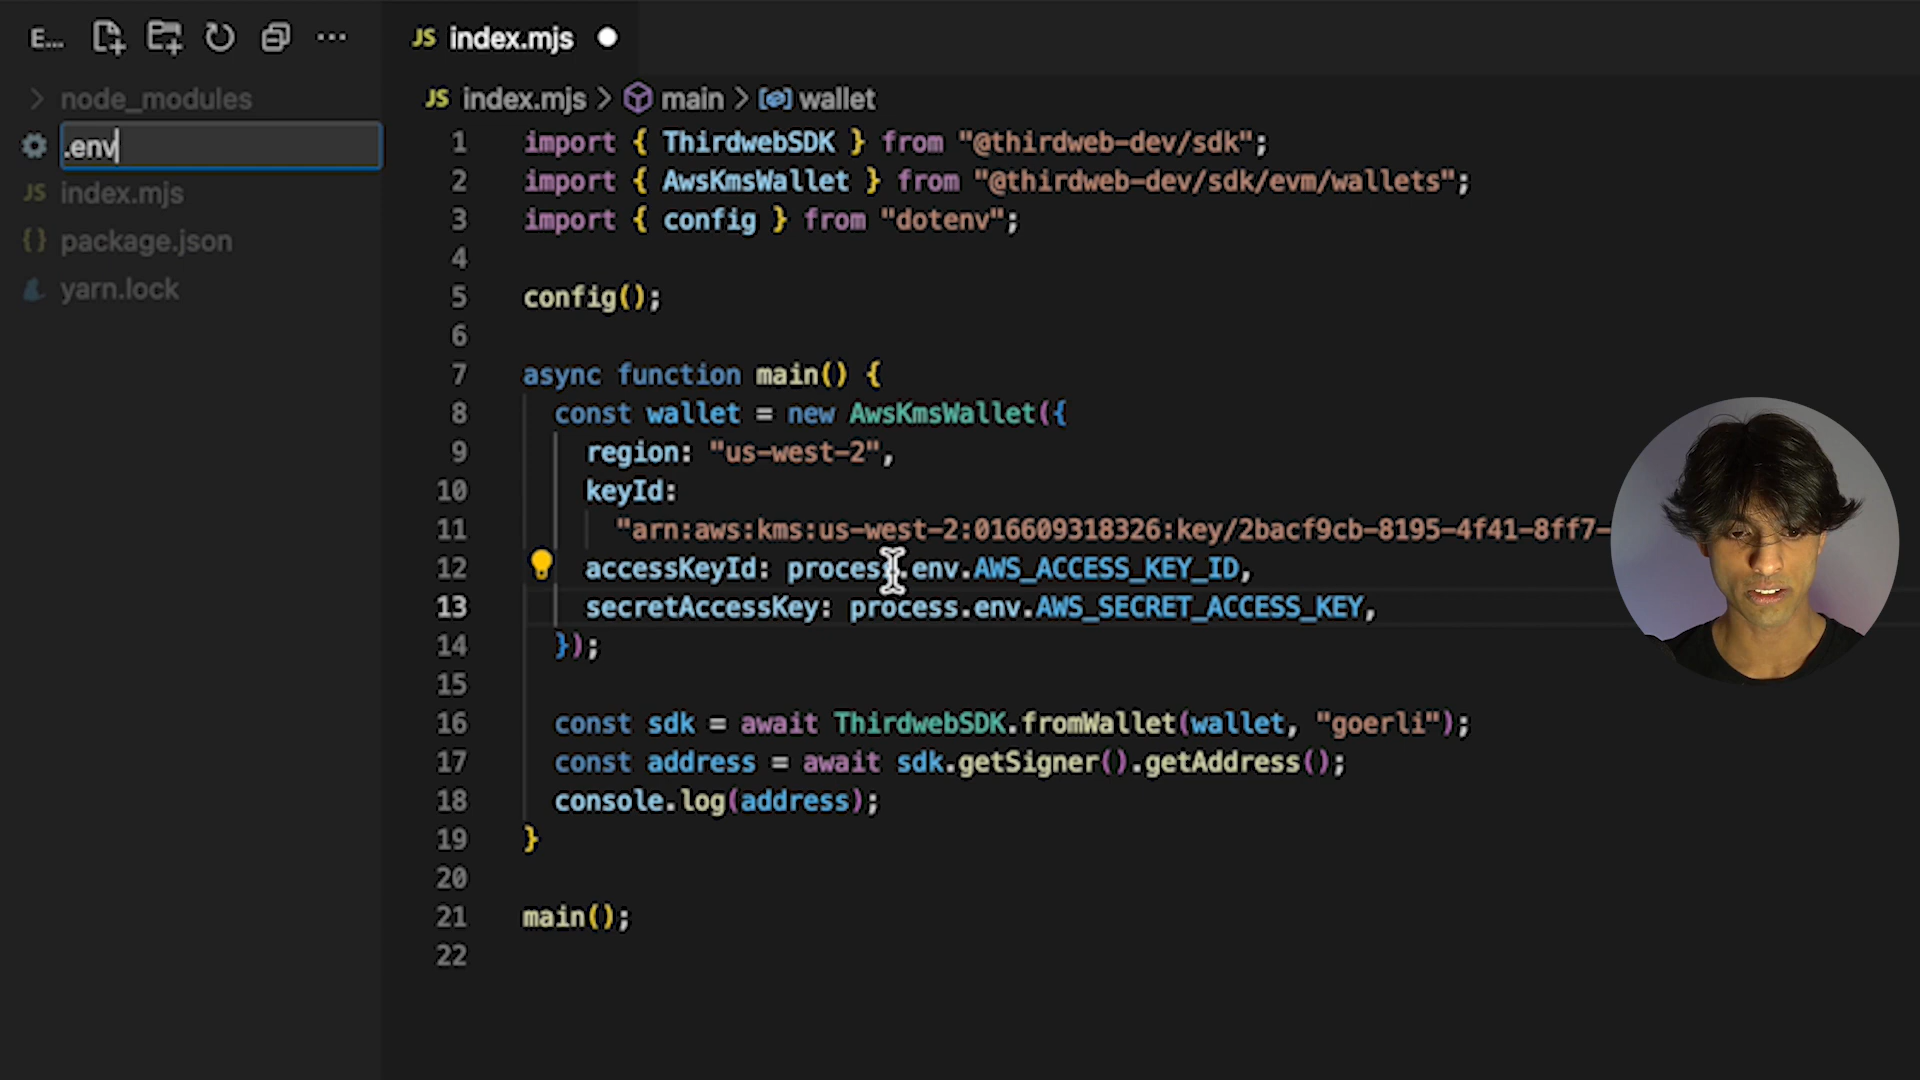 E...
index.mjs
node_modules
.env
index.mjs
package.json
yarn.lock
JS index.mjs > main > wallet
1 import { ThirdwebSDK } from "@thirdweb-dev/sdk";
2 import { AwsKmsWallet } from "@thirdweb-dev/sdk/evm/wallets";
3 import { config } from "dotenv";
4
5 config();
6
7 async function main() {
8 const wallet = new AwsKmsWallet({
9 region: "us-west-2",
10 keyId:
11 "arn:aws:kms:us-west-2:016609318326:key/2bacf9cb-8195-4f41-8ff7-
12 accessKeyId: process.env.AWS_ACCESS_KEY_ID,
13 secretAccessKey: process.env.AWS_SECRET_ACCESS_KEY,
14 });
15
16 const sdk = await ThirdwebSDK.fromWallet(wallet, "goerli");
17 const address = await sdk.getSigner().getAddress();
18 console.log(address);
19 }
20
21 main();
22